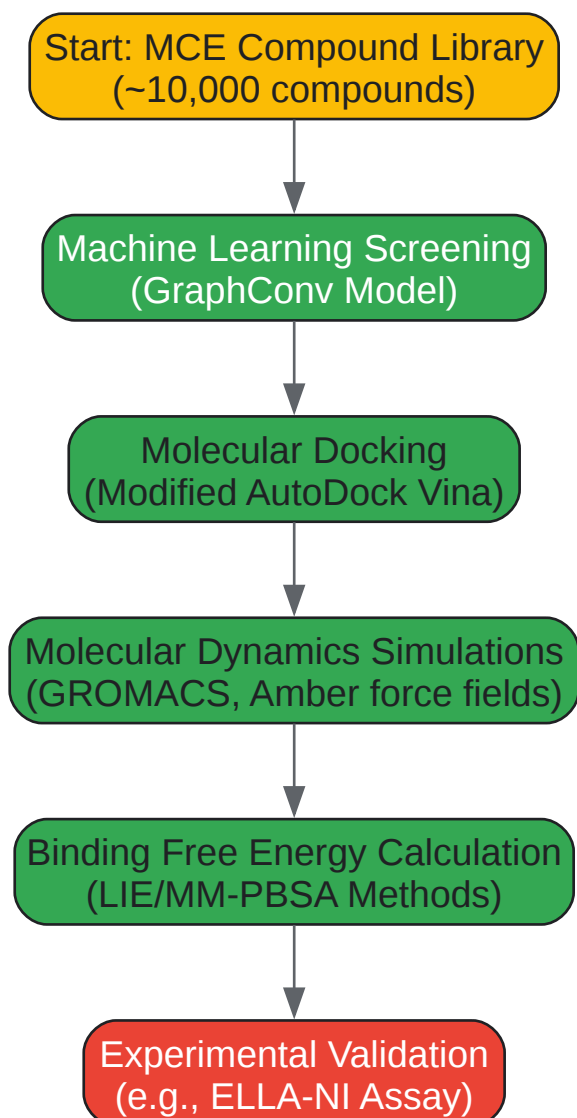 Start: MCE Compound Library
(~10,000 compounds)
Machine Learning Screening
(GraphConv Model)
Molecular Docking
(Modified AutoDock Vina)
Molecular Dynamics Simulations
(GROMACS, Amber force fields)
Binding Free Energy Calculation
(LIE/MM-PBSA Methods)
Experimental Validation
(e.g., ELLA-NI Assay)